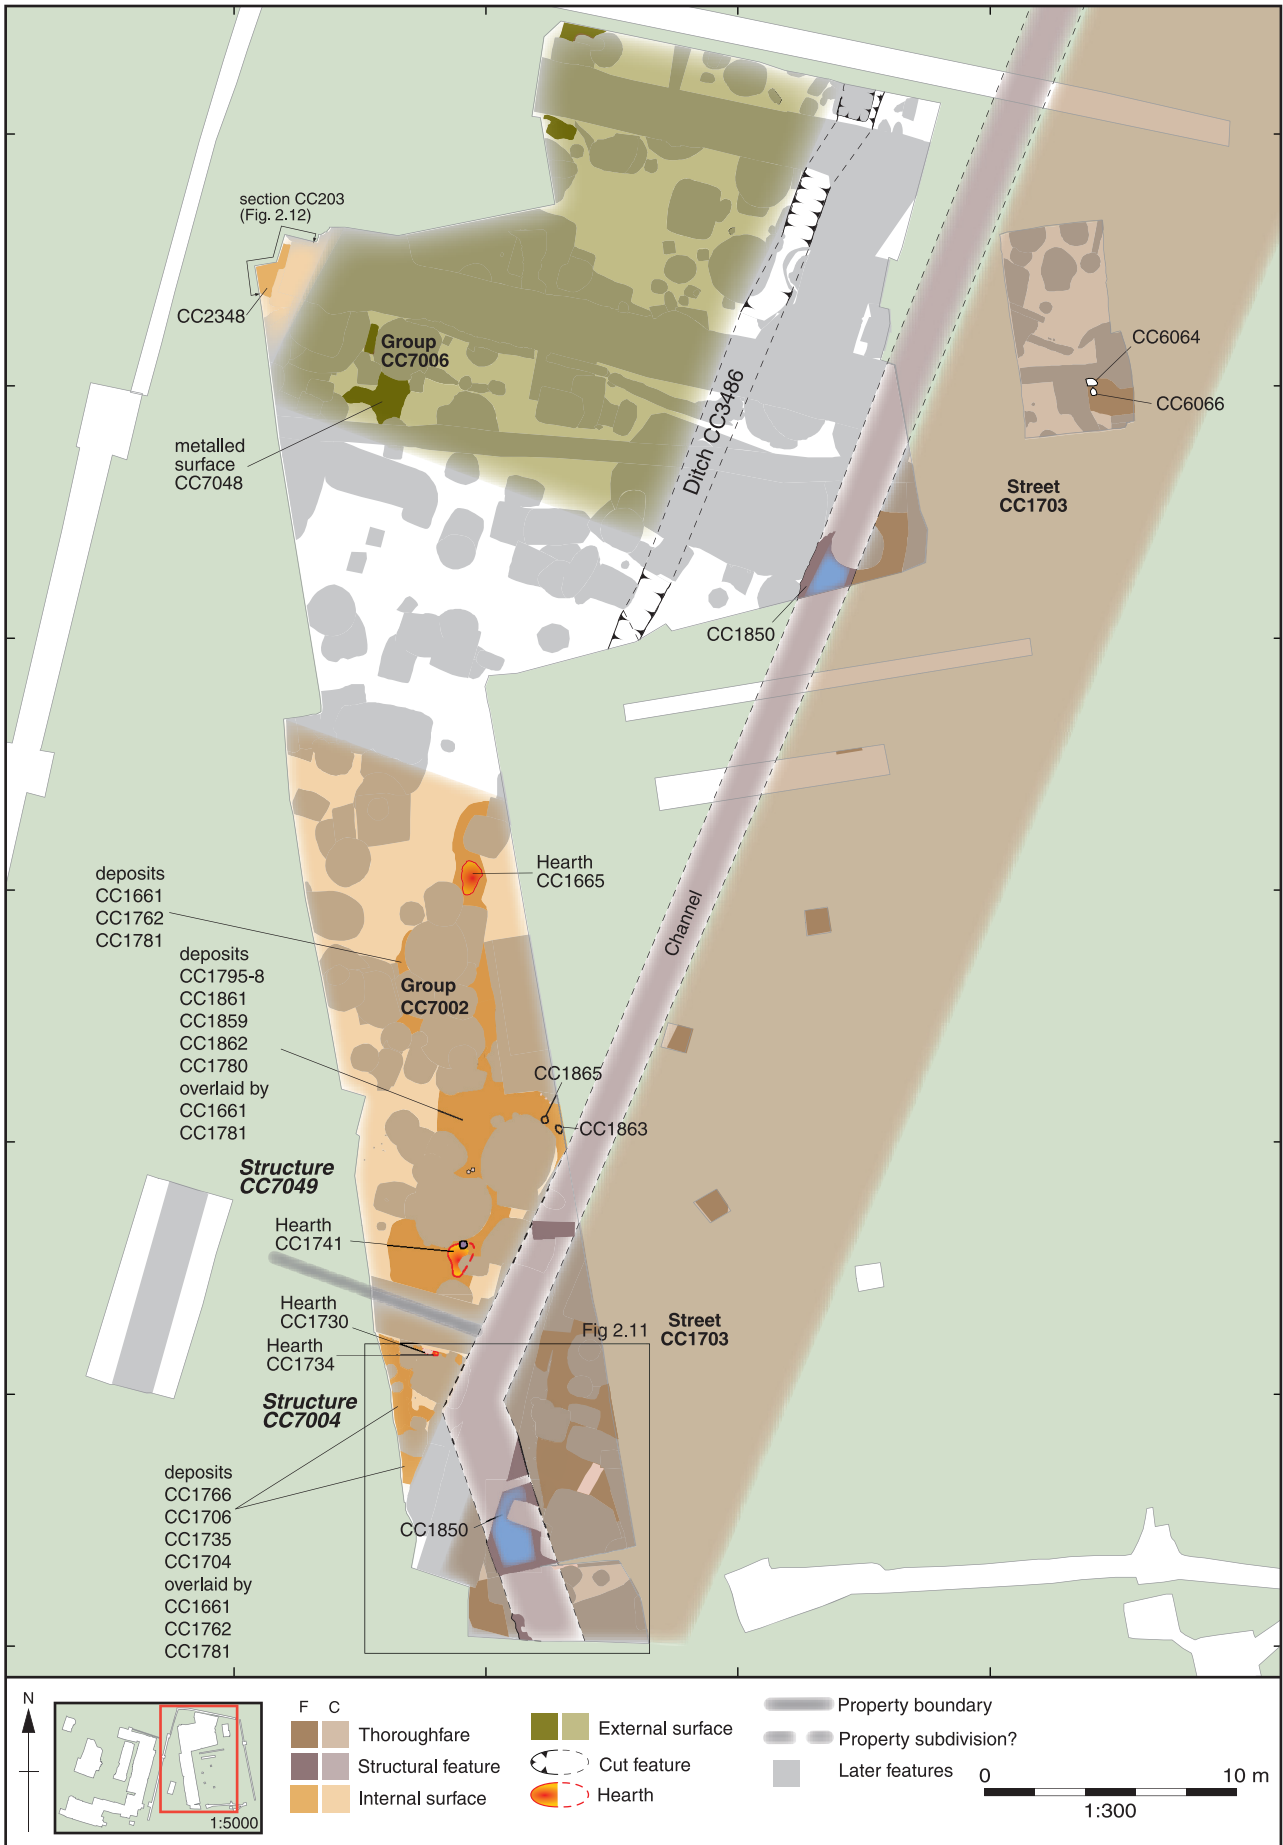 section CC203
(Fig. 2.12)
CC2348
Group
CC7006
metalled
surface
CC7048
Ditch CC3486
CC6064
CC6066
Street
CC1703
CC1850
Hearth
CC1665
deposits
CC1661
CC1762
CC1781
Channel
deposits
CC1795-8
CC1861
CC1859
CC1862
CC1780
overlaid by
CC1661
CC1781
Group
CC7002
CC1865
CC1863
Structure
CC7049
Hearth
CC1741
Hearth
CC1730
Hearth
CC1734
Fig 2.11
Street
CC1703
Structure
CC7004
deposits
CC1766
CC1706
CC1735
CC1704
overlaid by
CC1661
CC1762
CC1781
CC1850
N
1:5000
F C
Thoroughfare
Structural feature
Internal surface
External surface
Cut feature
Hearth
Property boundary
Property subdivision?
Later features
0 10 m
1:300